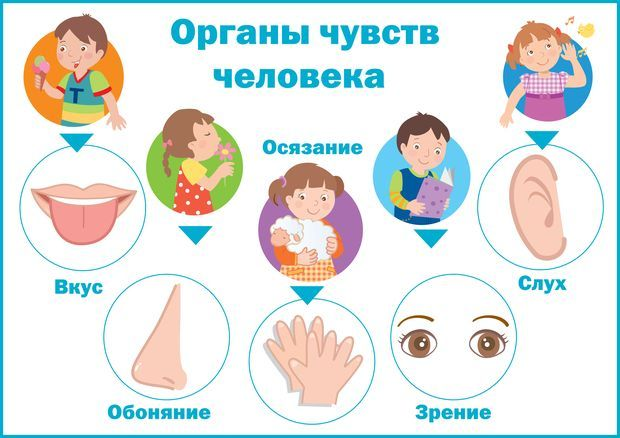 Органы чувств
человека
Осязание
Вкус
Слух
Обоняние
Зрение
T